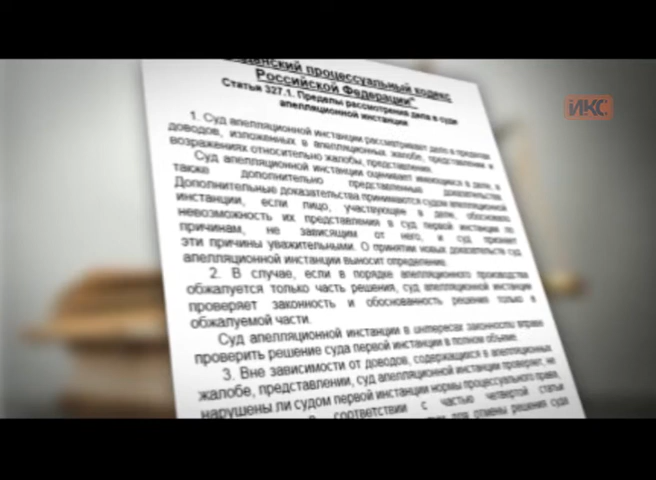 ИКС
данский процессуальный кодекс
Российской Федерации"
Статья 327.1. Пределы рассмотрения дела в суде
апелляционной инстанции
1. Суд апелляционной инстанции рассматривает дело в пределах
доводов, изложенных в апелляционных жалобе, представлении и
возражениях относительно жалобы, представления.
Суд апелляционной инстанции оценивает имеющиеся в деле, а
также дополнительно представленные доказательства.
Дополнительные доказательства принимаются судом апелляционной
инстанции, если лицо, участвующее в деле, обосновало
невозможность их представления в суд первой инстанции по
причинам, не зависящим от него, и суд признает
эти причины уважительными. О принятии новых доказательств суд
апелляционной инстанции выносит определение.
2. В случае, если в порядке апелляционного производства
обжалуется только часть решения, суд апелляционной инстанции
проверяет законность и обоснованность решения только в
обжалуемой части.
Суд апелляционной инстанции в интересах законности вправе
проверить решение суда первой инстанции в полном объеме.
3. Вне зависимости от доводов, содержащихся в апелляционных
жалобе, представлении, суд апелляционной инстанции проверяет, не
нарушены ли судом первой инстанции нормы процессуального права,
в соответствии с частью четвертой статьи
для отмены решения суда